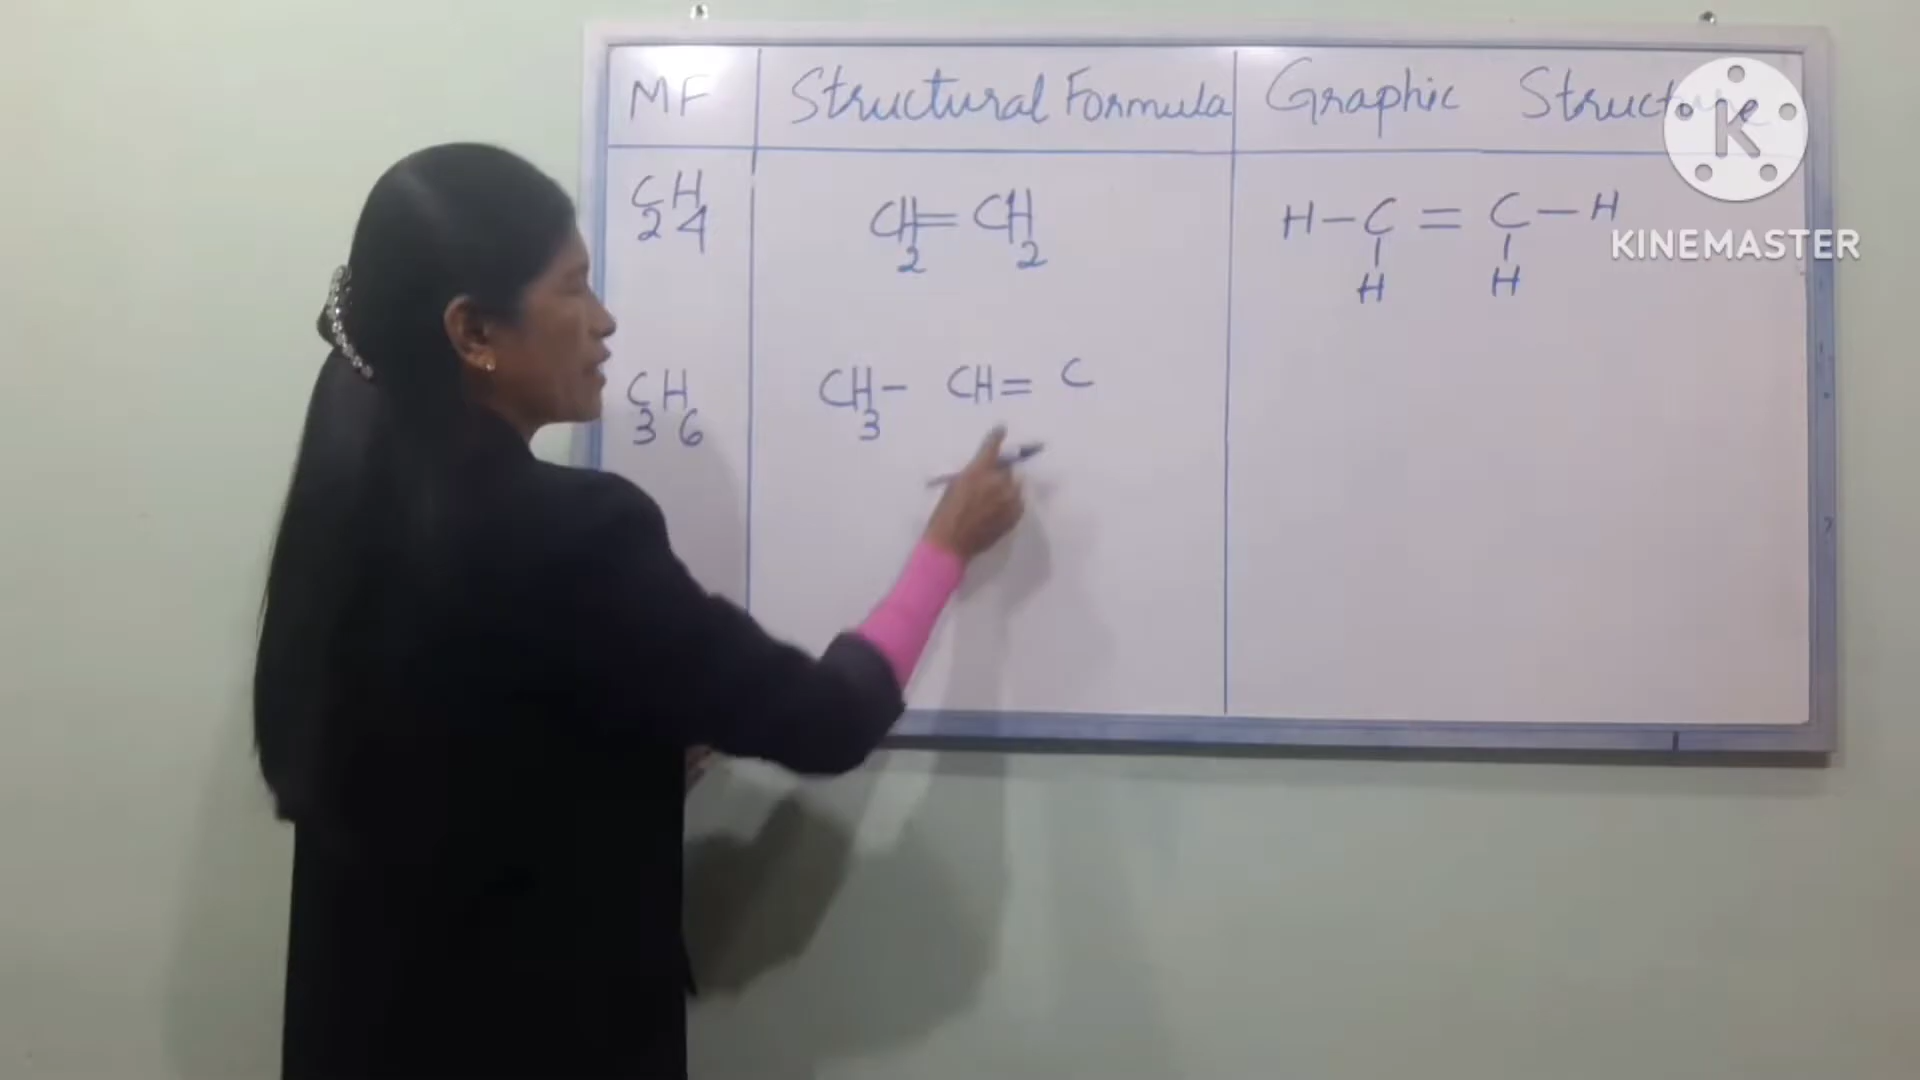 MF Structural Formula Graphic Structure
K
KINEMASTER
C₂H₄ CH₂=CH₂ H–C=C–H
H H
C₃H₆ CH₃– CH= C